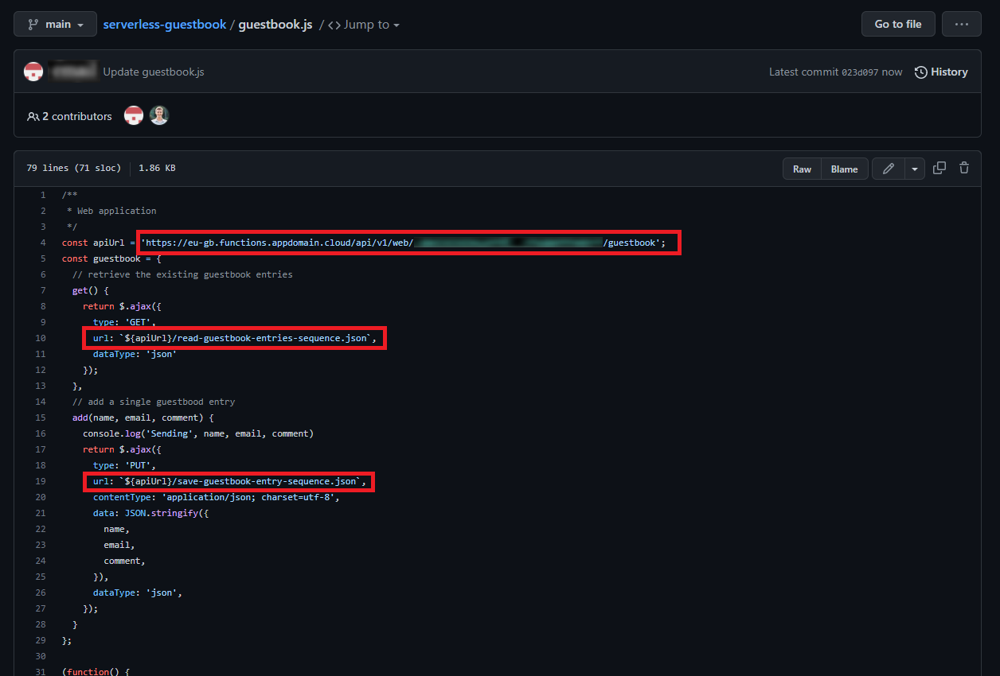 main
serverless-guestbook / guestbook.js / <> Jump to
Go to file
...
Update guestbook.js
Latest commit 023d097 now
History
2 contributors
79 lines (71 sloc) 1.86 KB
Raw
Blame
1 /**
2 * Web application
3 */
4 const apiUrl = 'https://eu-gb.functions.appdomain.cloud/api/v1/web/ /guestbook';
5 const guestbook = {
6 // retrieve the existing guestbook entries
7 get() {
8 return $.ajax({
9 type: 'GET',
10 url: `${apiUrl}/read-guestbook-entries-sequence.json`,
11 dataType: 'json'
12 });
13 },
14 // add a single guestbood entry
15 add(name, email, comment) {
16 console.log('Sending', name, email, comment)
17 return $.ajax({
18 type: 'PUT',
19 url: `${apiUrl}/save-guestbook-entry-sequence.json`,
20 contentType: 'application/json; charset=utf-8',
21 data: JSON.stringify({
22 name,
23 email,
24 comment,
25 }),
26 dataType: 'json',
27 });
28 }
29 };
30
31 (function() {